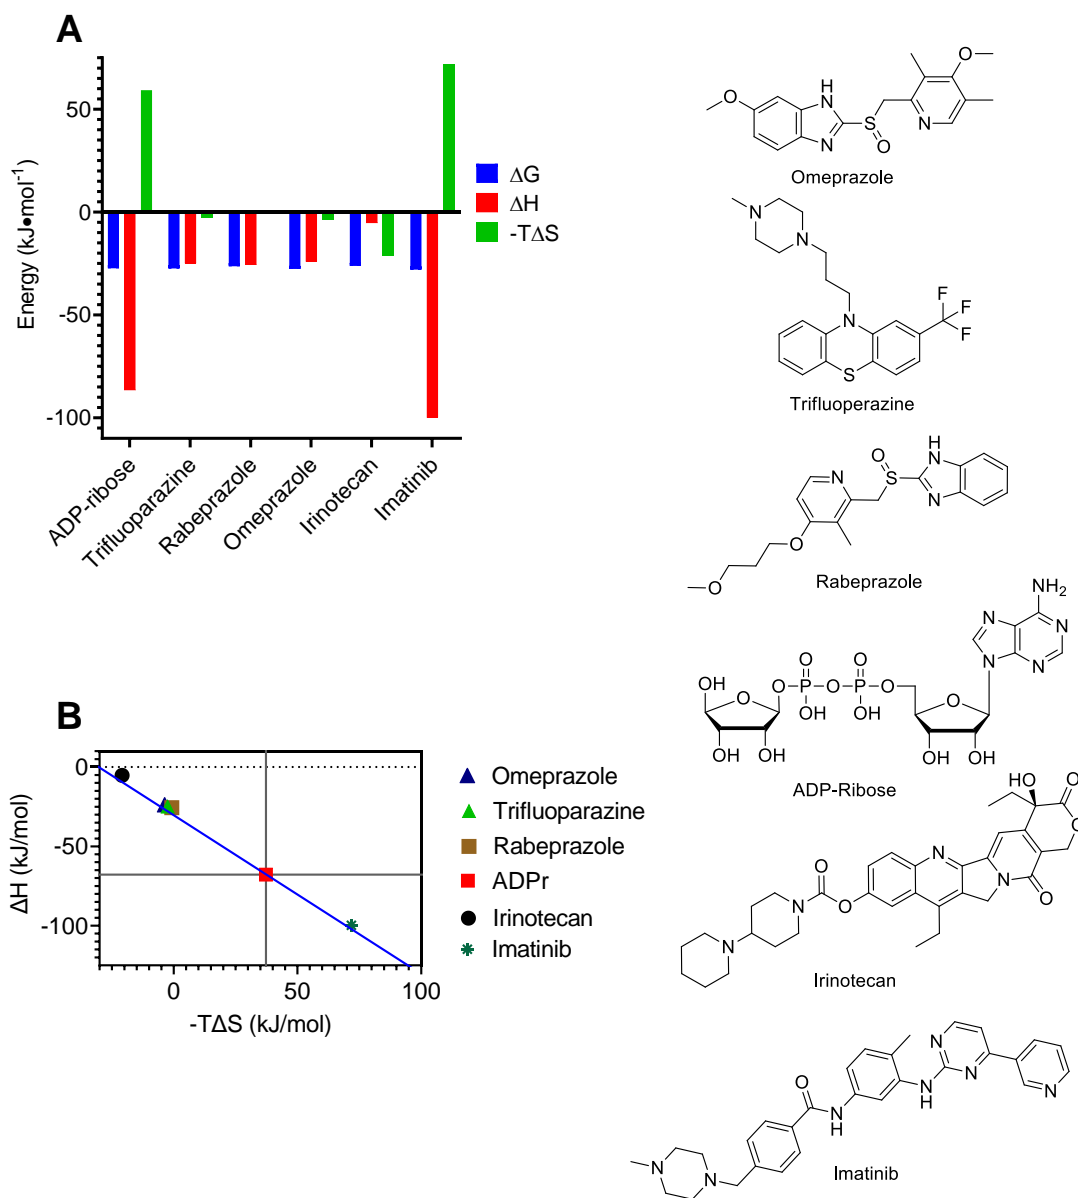 A
Energy (kJ•mol⁻¹)
50
0
-50
-100
ADP-ribose
Trifluoparazine
Rabeprazole
Omeprazole
Irinotecan
Imatinib
ΔG
ΔH
-TΔS
B
ΔH (kJ/mol)
0
-50
-100
0
50
100
-TΔS (kJ/mol)
Omeprazole
Trifluoparazine
Rabeprazole
ADPr
Irinotecan
Imatinib
O
H
N
N
S
O
N
O
Omeprazole
N
N
N
S
F
F
F
Trifluoperazine
O
H
N
N
S
N
O
O
Rabeprazole
NH₂
N
N
N
N
OH
O
O
P
O
OH
O
P
O
OH
O
O
OH
OH
OH
OH
ADP-Ribose
HO
O
O
N
N
O
O
O
N
N
Irinotecan
N
N
N
H
N
O
N
H
N
N
Imatinib